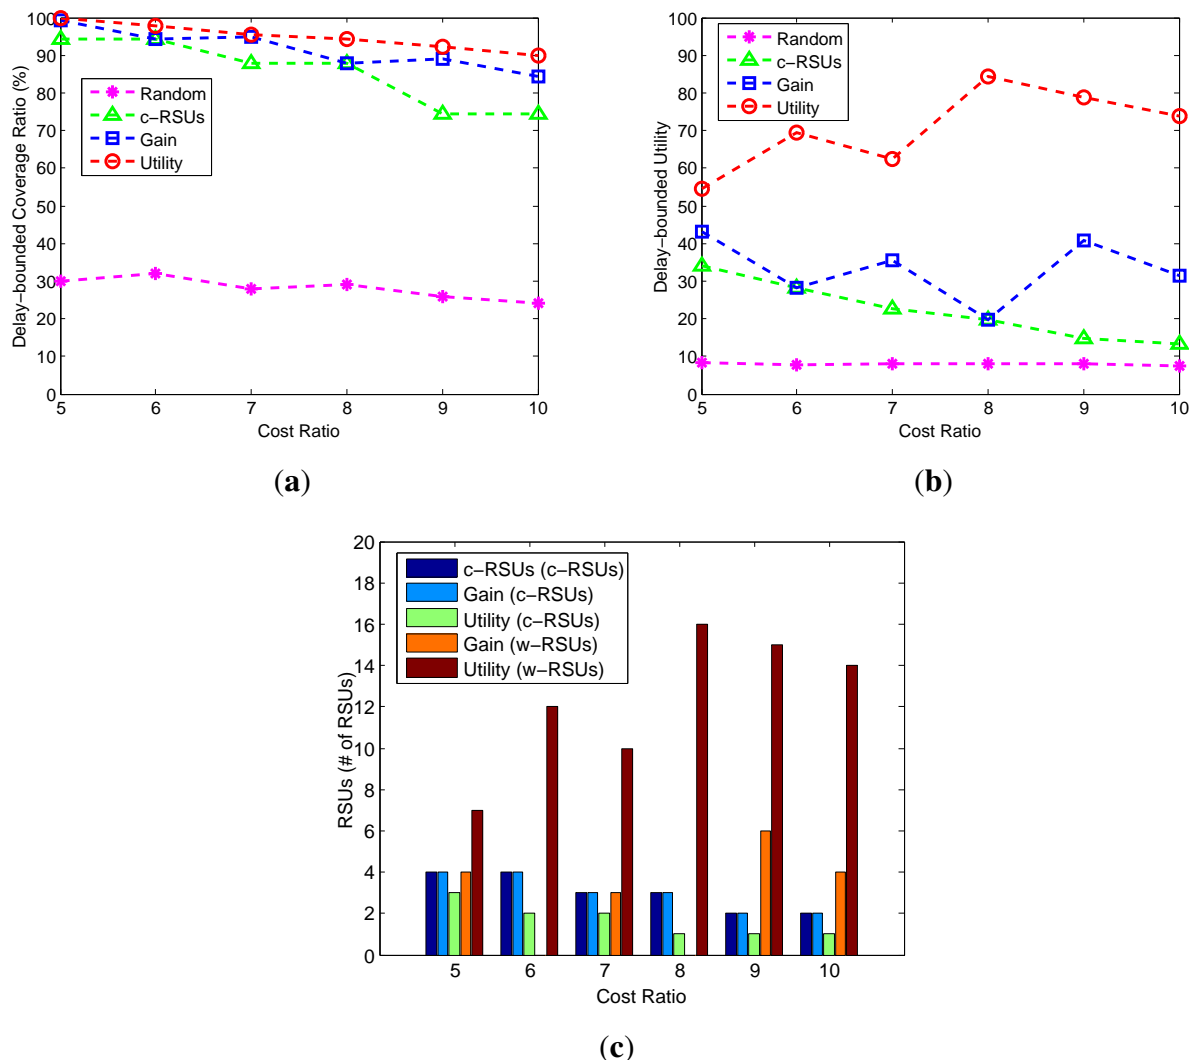 100
90
80
70
60
50
40
30
20
10
0
Delay−bounded Coverage Ratio (%)
Random
c−RSUs
Gain
Utility
5 6 7 8 9 10
Cost Ratio
(a)
100
90
80
70
60
50
40
30
20
10
0
Delay−bounded Utility
Random
c−RSUs
Gain
Utility
5 6 7 8 9 10
Cost Ratio
(b)
20
18
16
14
12
10
8
6
4
2
0
RSUs (# of RSUs)
c−RSUs (c−RSUs)
Gain (c−RSUs)
Utility (c−RSUs)
Gain (w−RSUs)
Utility (w−RSUs)
5 6 7 8 9 10
Cost Ratio
(c)